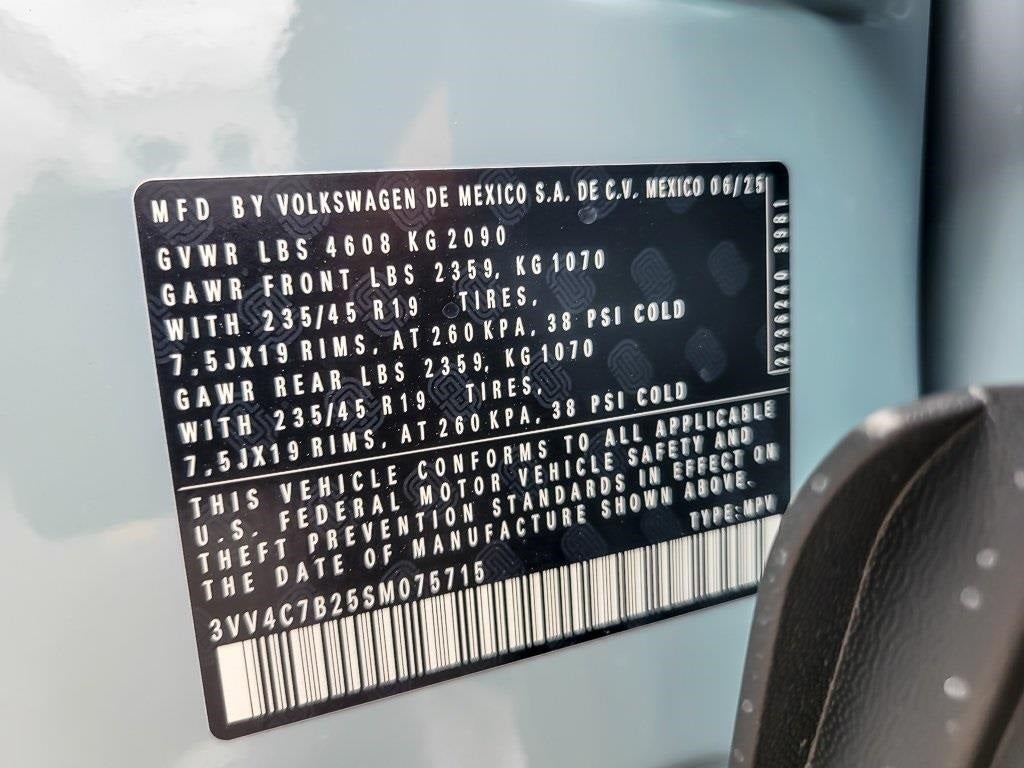 MFD BY VOLKSWAGEN DE MEXICO S.A. DE C.V. MEXICO 06/25
GVWR LBS 4608 KG 2090
GAWR FRONT LBS 2359, KG 1070
WITH 235/45 R19 TIRES,
7,5JX19 RIMS, AT 260 KPA, 38 PSI COLD
GAWR REAR LBS 2359, KG 1070
WITH 235/45 R19 TIRES,
7,5JX19 RIMS, AT 260 KPA, 38 PSI COLD
THIS VEHICLE CONFORMS TO ALL APPLICABLE
U.S. FEDERAL MOTOR VEHICLE SAFETY AND
THEFT PREVENTION STANDARDS IN EFFECT ON
THE DATE OF MANUFACTURE SHOWN ABOVE.
TYPE: MPV
3VV4C7B25SM075715
2236240 3981